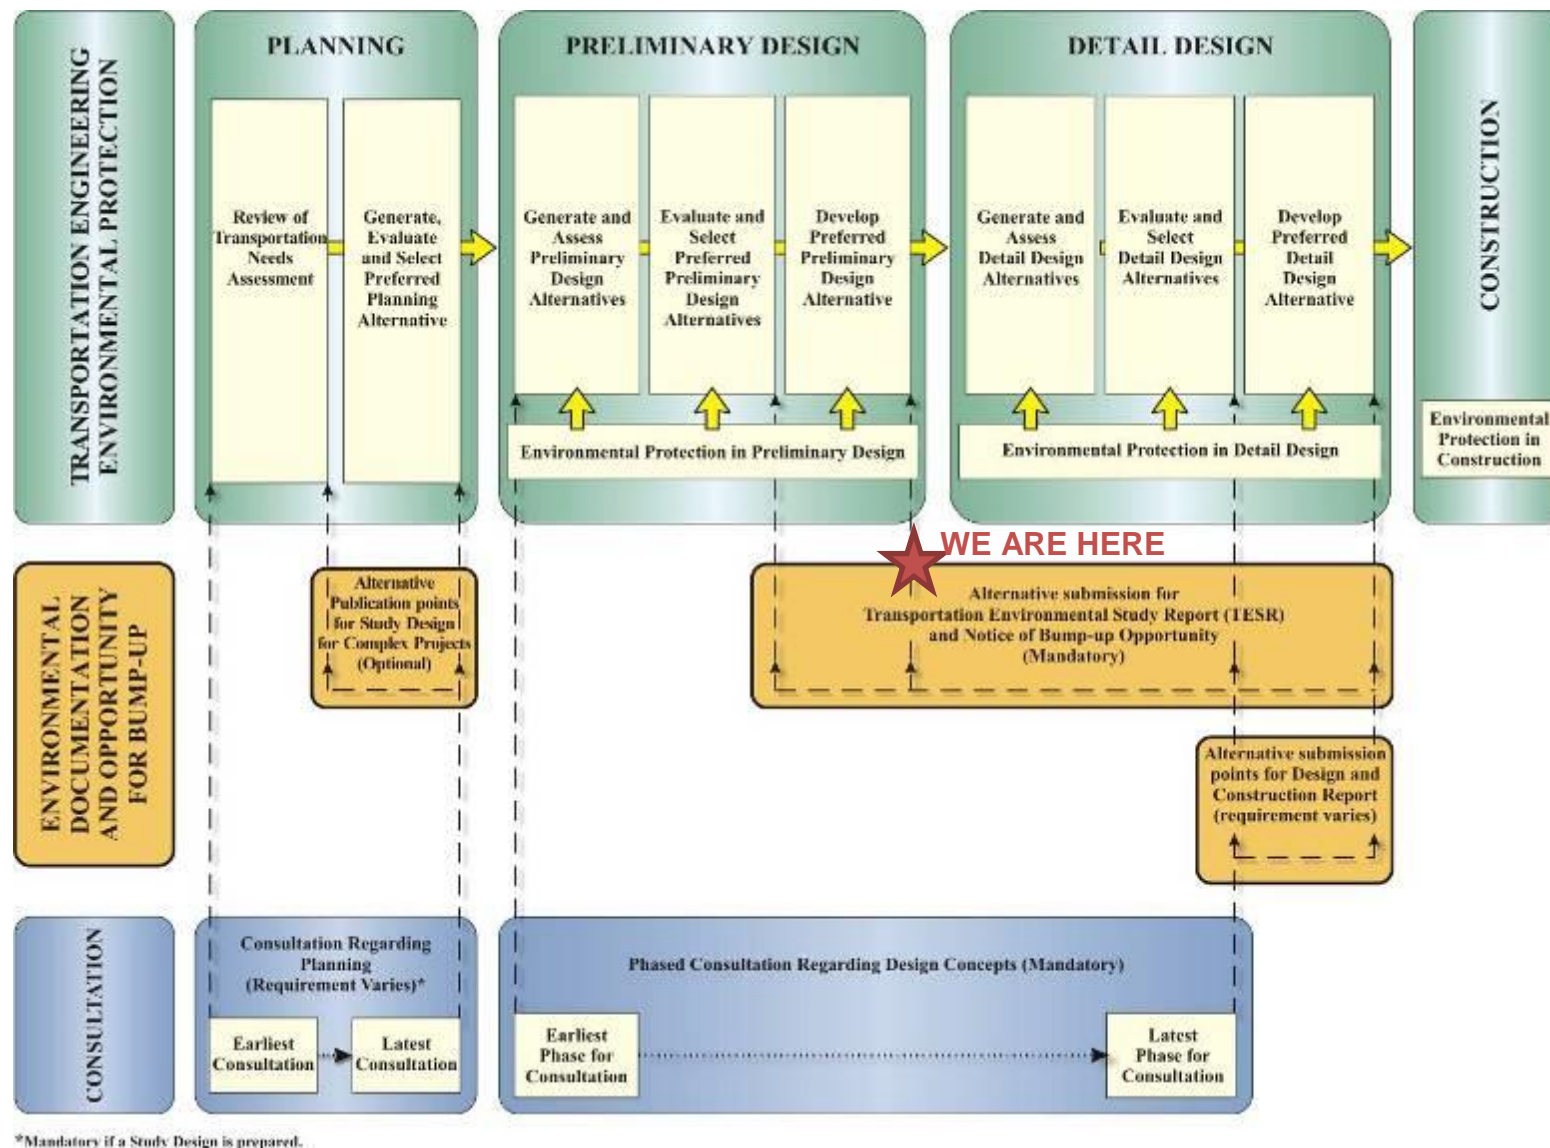 TRANSPORTATION ENGINEERING
ENVIRONMENTAL PROTECTION
PLANNING
Review of
Transportation
Needs
Assessment
Generate,
Evaluate
and Select
Preferred
Planning
Alternative
PRELIMINARY DESIGN
Generate and
Assess
Preliminary
Design
Alternatives
Evaluate and
Select
Preferred
Preliminary
Design
Alternatives
Develop
Preferred
Preliminary
Design
Alternative
Environmental Protection in Preliminary Design
DETAIL DESIGN
Generate and
Assess
Detail Design
Alternatives
Evaluate and
Select
Detail Design
Alternatives
Develop
Preferred
Detail
Design
Alternative
Environmental Protection in Detail Design
CONSTRUCTION
Environmental
Protection in
Construction
WE ARE HERE
ENVIRONMENTAL
DOCUMENTATION
AND OPPORTUNITY
FOR BUMP-UP
Alternative
Publication points
for Study Design
for Complex Projects
(Optional)
Alternative submission for
Transportation Environmental Study Report (TESR)
and Notice of Bump-up Opportunity
(Mandatory)
Alternative submission
points for Design and
Construction Report
(requirement varies)
CONSULTATION
Consultation Regarding
Planning
(Requirement Varies)*
Earliest
Consultation
Latest
Consultation
Phased Consultation Regarding Design Concepts (Mandatory)
Earliest
Phase for
Consultation
Latest
Phase for
Consultation
*Mandatory if a Study Design is prepared.